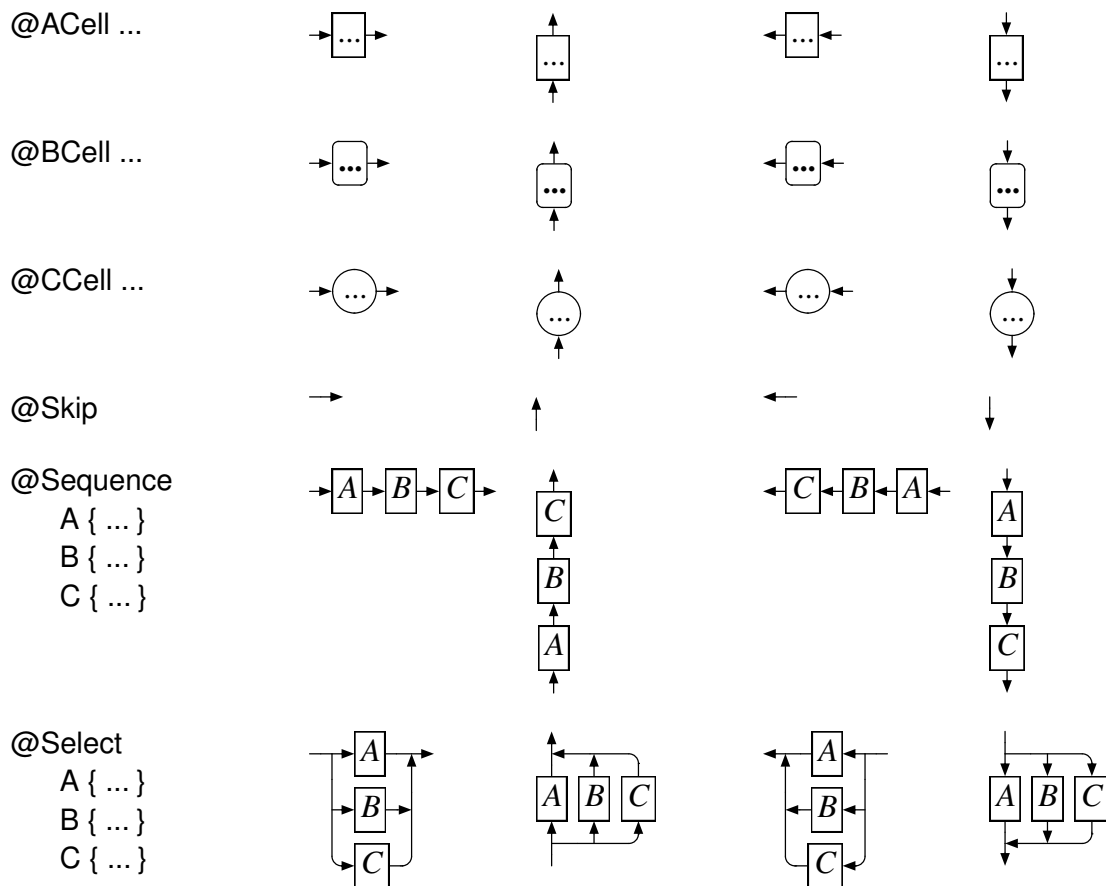 @ACell ... ... ... ... ...
@BCell ... ... ... ... ...
@CCell ... ... ... ... ...
@Skip
@Sequence A B C C B A A
A { ... } C
B { ... } B B
C { ... } A C
@Select A A
A { ... } A B C A B C
B { ... } B B
C { ... } C C